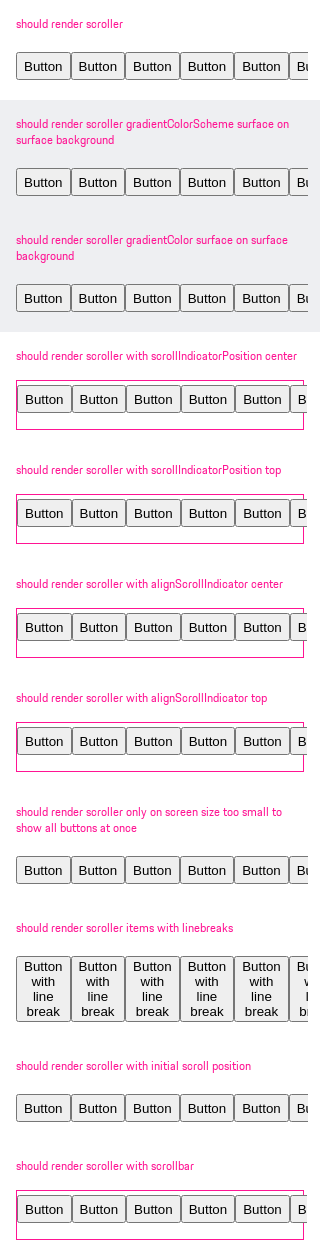 should render scroller
Button Button Button Button Button
should render scroller gradientColorScheme surface on
surface background
Button Button Button Button Button
should render scroller gradientColor surface on surface
background
Button Button Button Button Button
should render scroller with scrollIndicatorPosition center
Button Button Button Button Button B
should render scroller with scrollIndicatorPosition top
Button Button Button Button Button B
should render scroller with alignScrollIndicator center
Button Button Button Button Button B
should render scroller with alignScrollIndicator top
Button Button Button Button Button B
should render scroller only on screen size too small to
show all buttons at once
Button Button Button Button Button
should render scroller items with linebreaks
Button Button Button Button Button
with with with with with
line line line line line
break break break break break
should render scroller with initial scroll position
Button Button Button Button Button
should render scroller with scrollbar
Button Button Button Button Button B